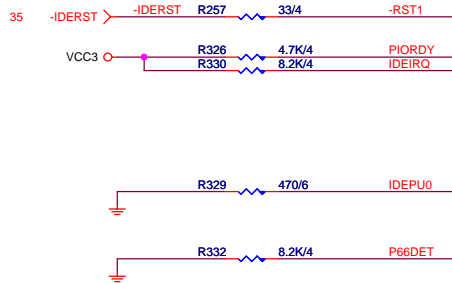 35 -IDERST -IDERST R257 33/4 -RST1
VCC3 R326 4.7K/4 PIORDY
R330 8.2K/4 IDEIRQ
R329 470/6 IDEPU0
R332 8.2K/4 P66DET